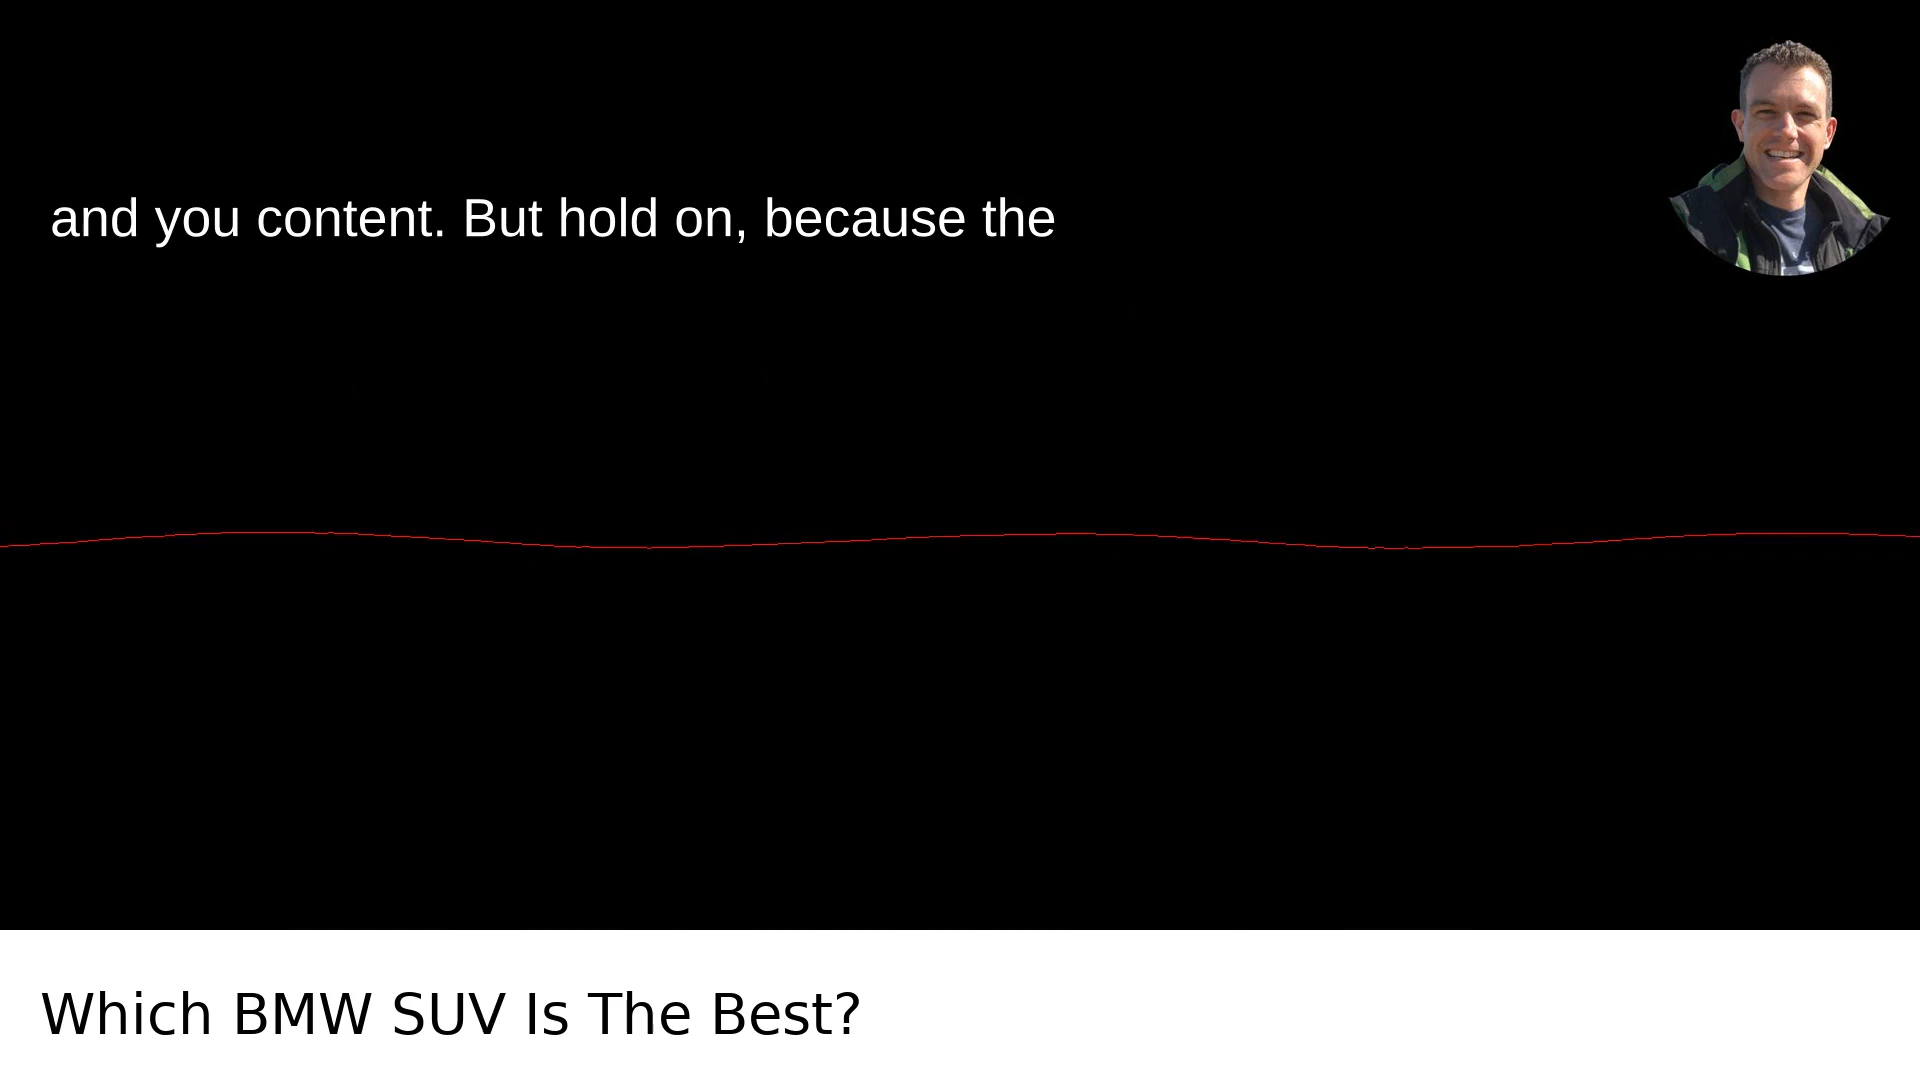 and you content. But hold on, because the
Which BMW SUV Is The Best?